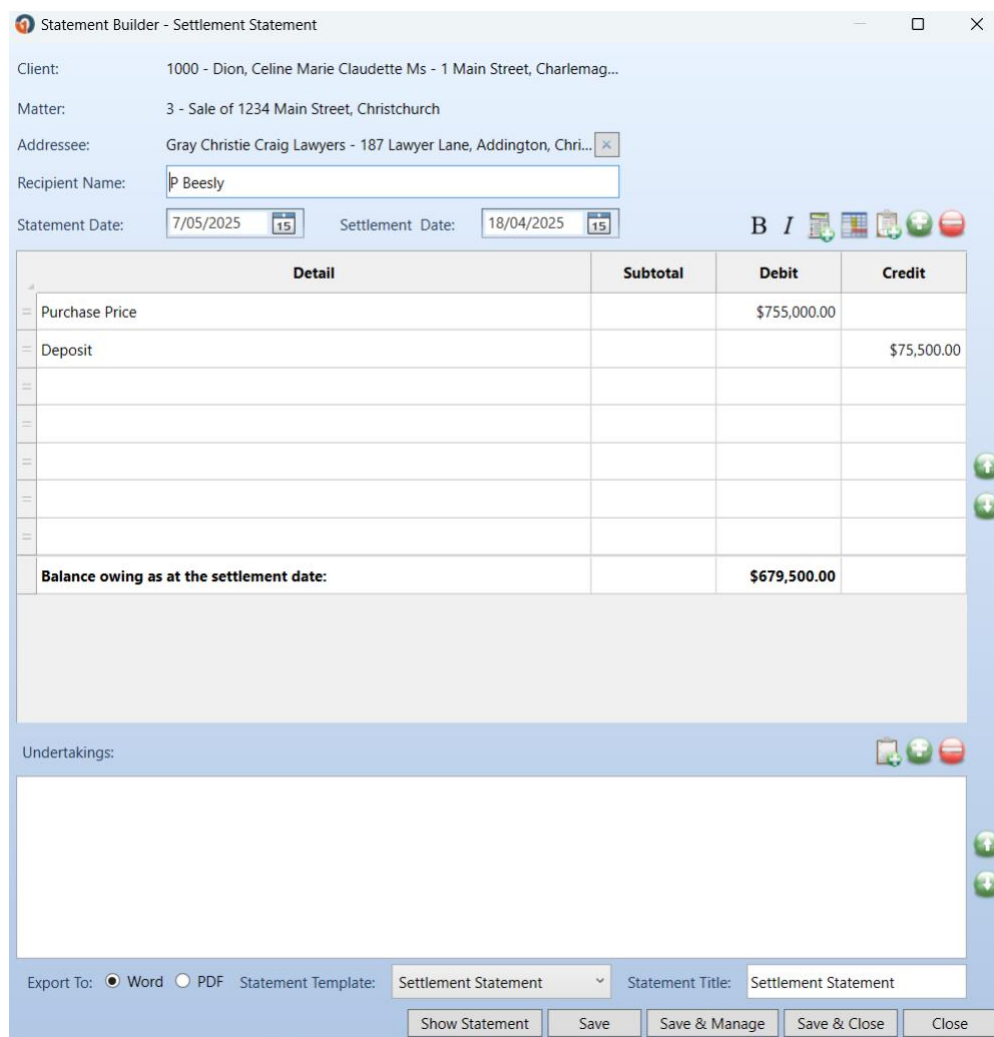 Statement Builder - Settlement Statement
Client: 1000 - Dion, Celine Marie Claudette Ms - 1 Main Street, Charlemag...
Matter: 3 - Sale of 1234 Main Street, Christchurch
Addressee: Gray Christie Craig Lawyers - 187 Lawyer Lane, Addington, Chri...
Recipient Name: P Beesly
Statement Date: 7/05/2025 15 Settlement Date: 18/04/2025 15 B I
Detail Subtotal Debit Credit
Purchase Price $755,000.00
Deposit $75,500.00
Balance owing as at the settlement date: $679,500.00
Undertakings:
Export To: Word PDF Statement Template: Settlement Statement Statement Title: Settlement Statement
Show Statement Save Save & Manage Save & Close Close